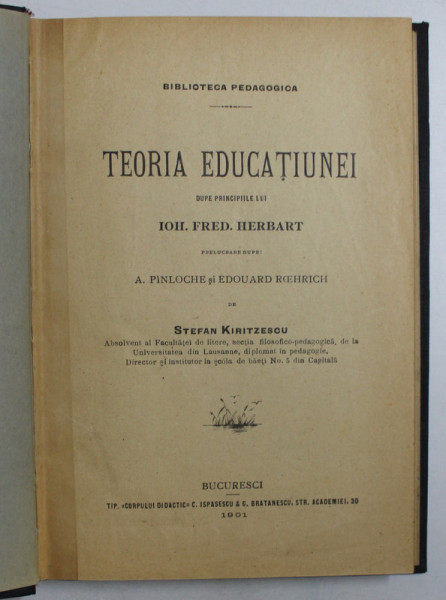 BIBLIOTECA PEDAGOGICA
TEORIA EDUCAȚIUNEI
DUPE PRINCIPIILE LUI
IOH. FRED. HERBART
PRELUCRARE DUPE:
A. PINLOCHE și EDOUARD RŒHRICH
DE
STEFAN KIRITZESCU
Absolvent al Facultăței de litere, secția filosofico-pedagogică, de la
Universitatea din Lausanne, diplomat in pedagogie,
Director și institutor la școla de băeți No. 5 din Capitală
BUCURESCI
TIP. «CORPULUI DIDACTIC» C. ISPASESCU & G. BRATANESCU, STR. ACADEMIEI, 30
1901